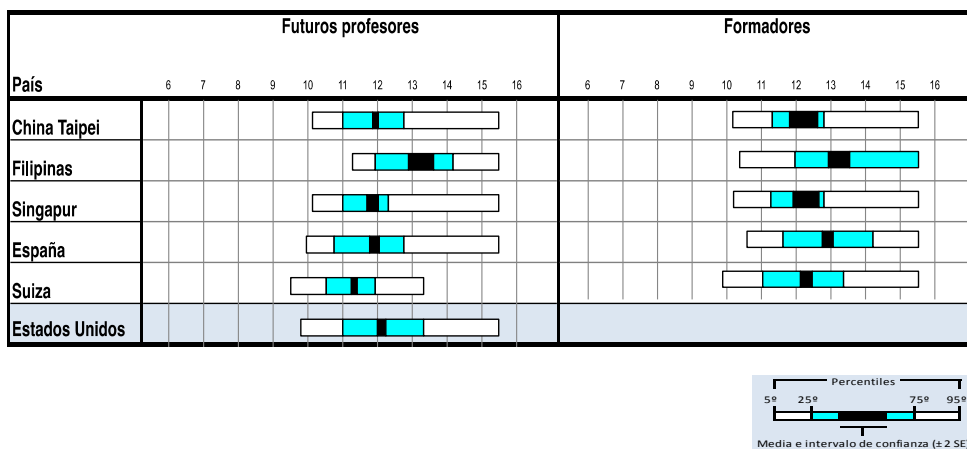 Futuros profesores Formadores
País 6 7 8 9 10 11 12 13 14 15 16 6 7 8 9 10 11 12 13 14 15 16
China Taipei
Filipinas
Singapur
España
Suiza
Estados Unidos
Percentiles
5º 25º 75º 95º
Media e intervalo de confianza (±2 SE)